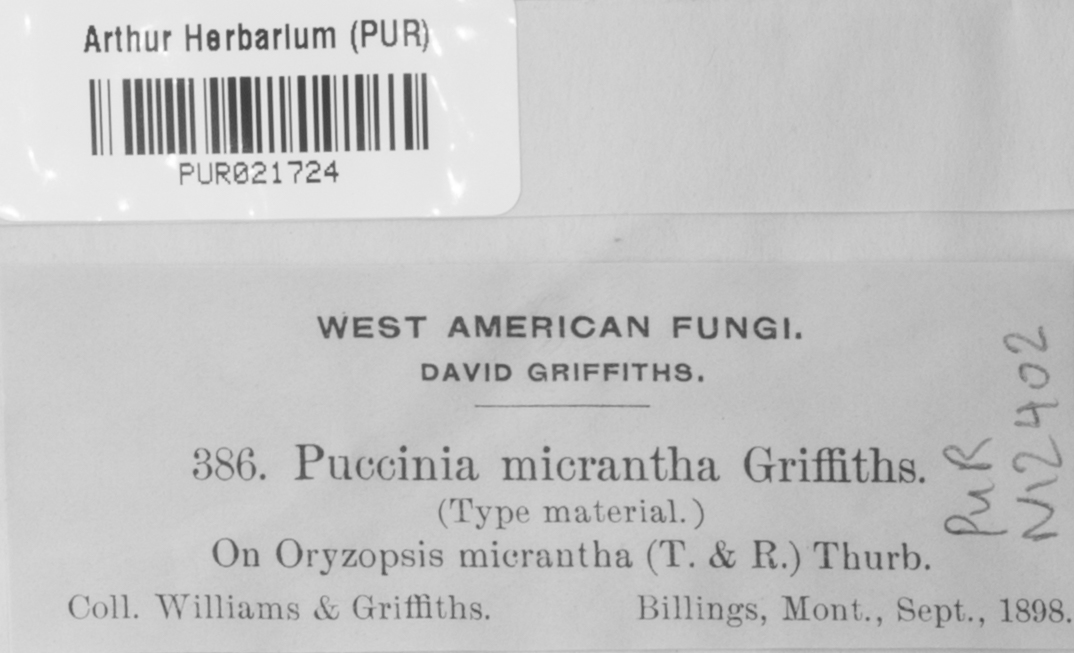 Arthur Herbarium (PUR)
PUR021724
WEST AMERICAN FUNGI.
DAVID GRIFFITHS.
386. Puccinia micrantha Griffiths.
(Type material.)
On Oryzopsis micrantha (T. & R.) Thurb.
Coll. Williams & Griffiths. Billings, Mont., Sept., 1898.
PUR
N12402